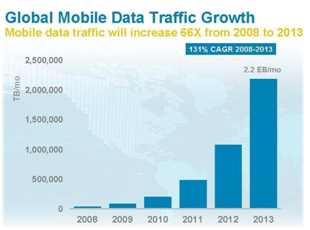 Global Mobile Data Traffic Growth
Mobile data traffic will increase 66X from 2008 to 2013
131% CAGR 2008-2013
2.2 EB/mo
TB/mo
2,500,000
2,000,000
1,500,000
1,000,000
500,000
0
2008 2009 2010 2011 2012 2013